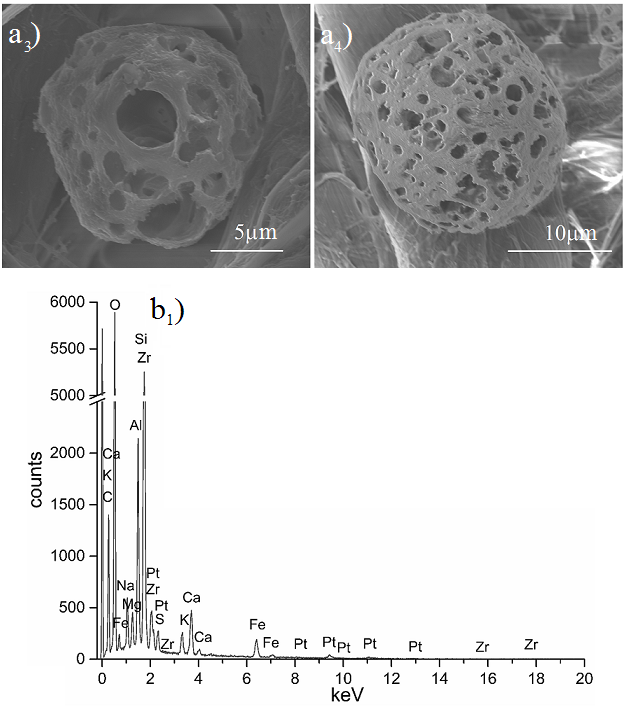 a3)
5μm
a4)
10μm
b1)
6000
5500
5000
2000
1500
1000
500
0
counts
O
Si
Zr
Al
Ca
K
C
Na
Mg
Fe
Pt
Zr
Pt
S
Zr
K
Ca
Ca
Fe
Fe
Pt
Pt
Pt
Pt
Pt
Zr
Zr
0 2 4 6 8 10 12 14 16 18 20
keV